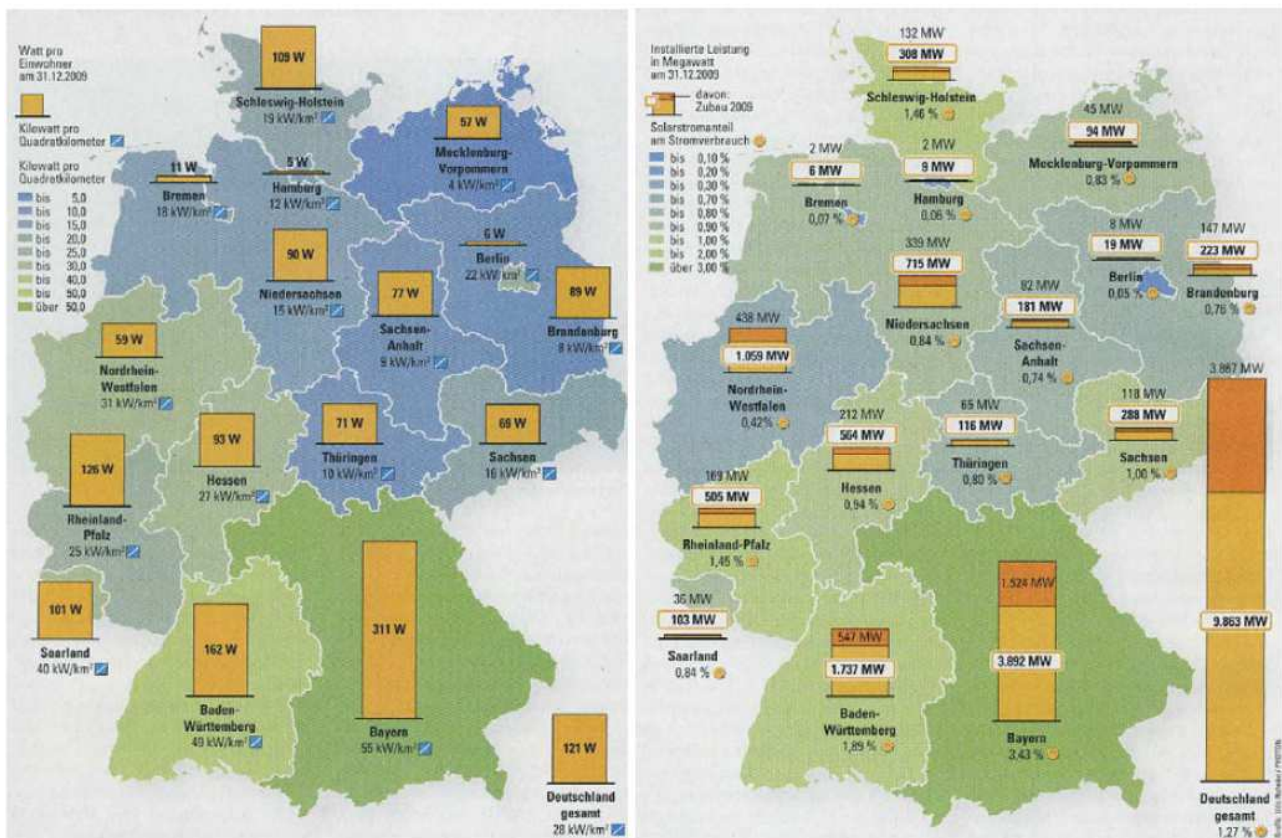 Watt pro
Einwohner
am 31.12.2009
Kilowatt pro
Quadratkilometer
Kilowatt pro
Quadratkilometer
bis 5,0
bis 10,0
bis 15,0
bis 20,0
bis 25,0
bis 30,0
bis 40,0
bis 50,0
über 50,0
109 W
Schleswig-Holstein
19 kW/km²
57 W
Mecklenburg-
Vorpommern
4 kW/km²
11 W
Bremen
18 kW/km²
5 W
Hamburg
12 kW/km²
6 W
Berlin
22 kW/km²
90 W
Niedersachsen
15 kW/km²
77 W
Sachsen-
Anhalt
9 kW/km²
89 W
Brandenburg
8 kW/km²
59 W
Nordrhein-
Westfalen
31 kW/km²
93 W
Hessen
27 kW/km²
71 W
Thüringen
10 kW/km²
69 W
Sachsen
16 kW/km²
126 W
Rheinland-
Pfalz
25 kW/km²
101 W
Saarland
40 kW/km²
162 W
Baden-
Württemberg
49 kW/km²
311 W
Bayern
55 kW/km²
121 W
Deutschland
gesamt
28 kW/km²
Installierte Leistung
in Megawatt
am 31.12.2009
davon:
Zubau 2009
Solarstromanteil
am Stromverbrauch
bis 0,10 %
bis 0,20 %
bis 0,30 %
bis 0,70 %
bis 0,80 %
bis 0,90 %
bis 1,00 %
bis 2,00 %
über 3,00 %
132 MW
308 MW
Schleswig-Holstein
1,46 %
45 MW
94 MW
Mecklenburg-Vorpommern
0,83 %
2 MW
6 MW
Bremen
0,07 %
2 MW
9 MW
Hamburg
0,06 %
8 MW
19 MW
Berlin
0,05 %
147 MW
223 MW
Brandenburg
0,76 %
339 MW
715 MW
Niedersachsen
0,84 %
82 MW
181 MW
Sachsen-
Anhalt
0,74 %
438 MW
1.059 MW
Nordrhein-
Westfalen
0,42%
212 MW
564 MW
Hessen
0,94 %
65 MW
116 MW
Thüringen
0,80 %
118 MW
288 MW
Sachsen
1,00 %
169 MW
505 MW
Rheinland-Pfalz
1,45 %
36 MW
103 MW
Saarland
0,84 %
547 MW
1.737 MW
Baden-
Württemberg
1,89 %
1.524 MW
3.892 MW
Bayern
3,43 %
MW
9.863 MW
Deutschland
gesamt
1,27 %